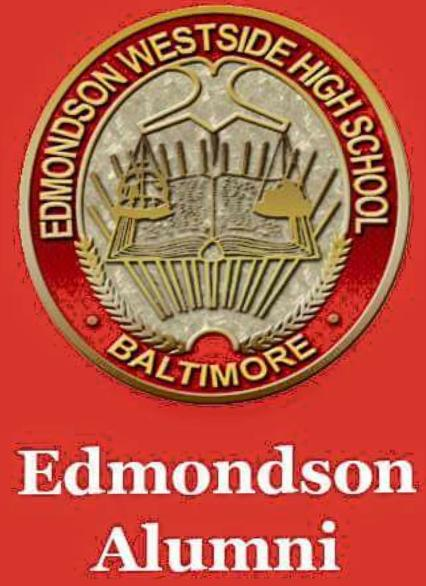 EDMONDSON WESTSIDE HIGH SCHOOL
BALTIMORE
Edmondson
Alumni